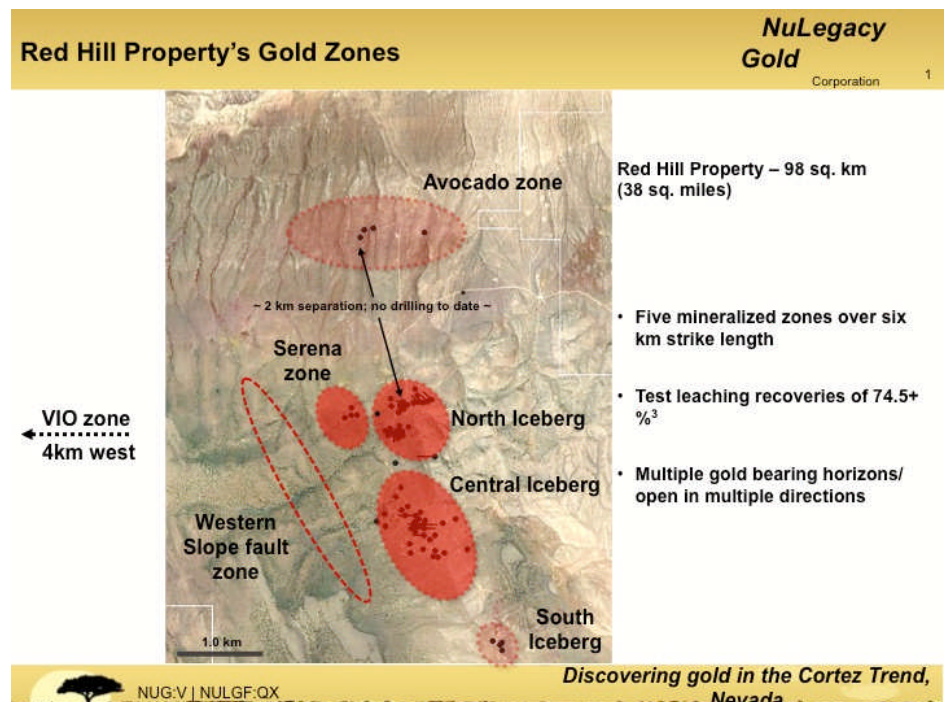 Red Hill Property's Gold Zones
NuLegacy
Gold
Corporation
1
Avocado zone
~ 2 km separation; no drilling to date ~
Serena
zone
North Iceberg
VIO zone
4km west
Central Iceberg
Western
Slope fault
zone
South
Iceberg
1.0 km
Red Hill Property – 98 sq. km
(38 sq. miles)
• Five mineralized zones over six
km strike length
• Test leaching recoveries of 74.5+
%³
• Multiple gold bearing horizons/
open in multiple directions
NUG:V | NULGF:QX
Discovering gold in the Cortez Trend,
Nevada